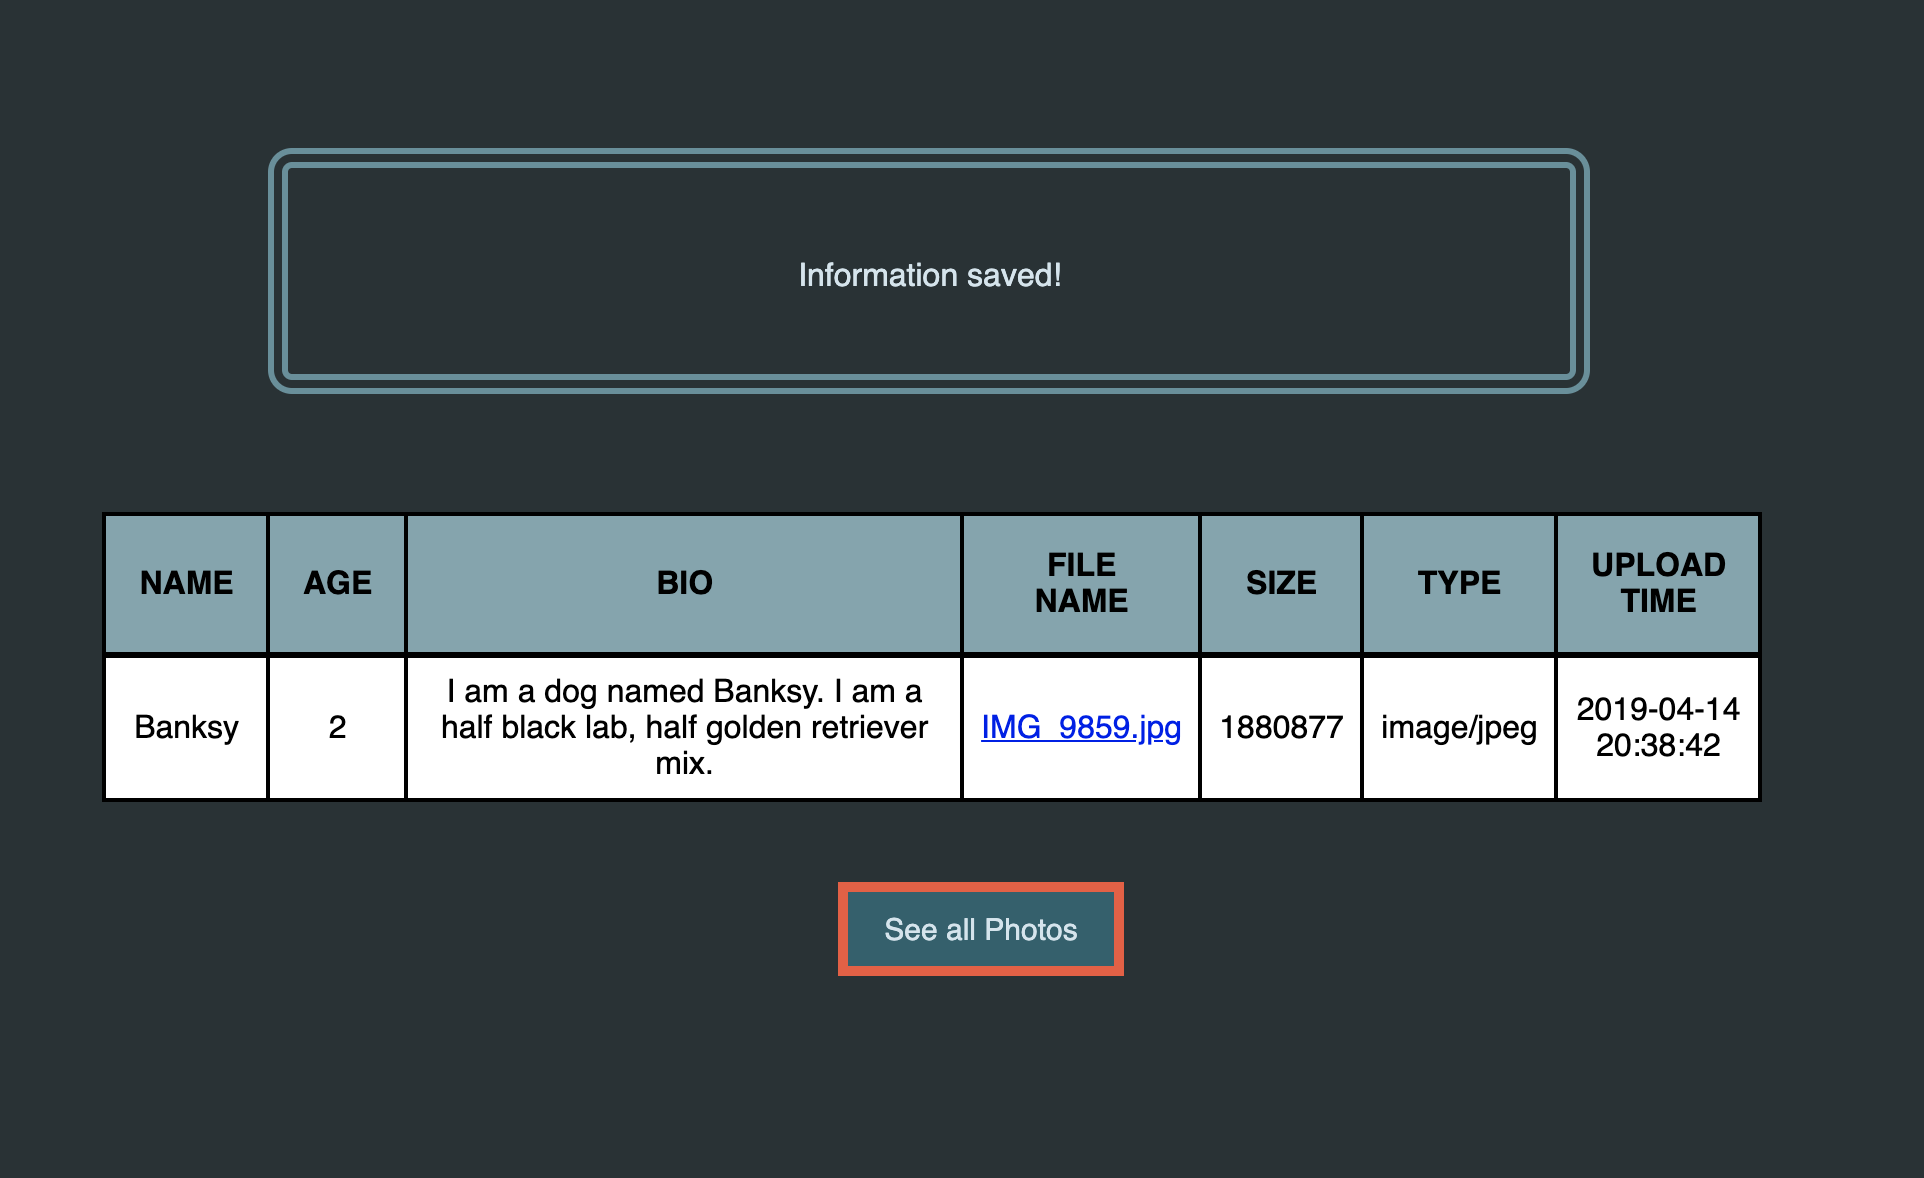 Information saved!
NAME AGE BIO FILE NAME SIZE TYPE UPLOAD TIME
Banksy 2 I am a dog named Banksy. I am a half black lab, half golden retriever mix. IMG_9859.jpg 1880877 image/jpeg 2019-04-14 20:38:42
See all Photos